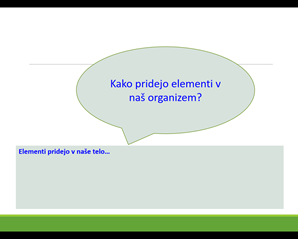 Kako pridejo elementi v
naš organizem?
Elementi pridejo v naše telo...